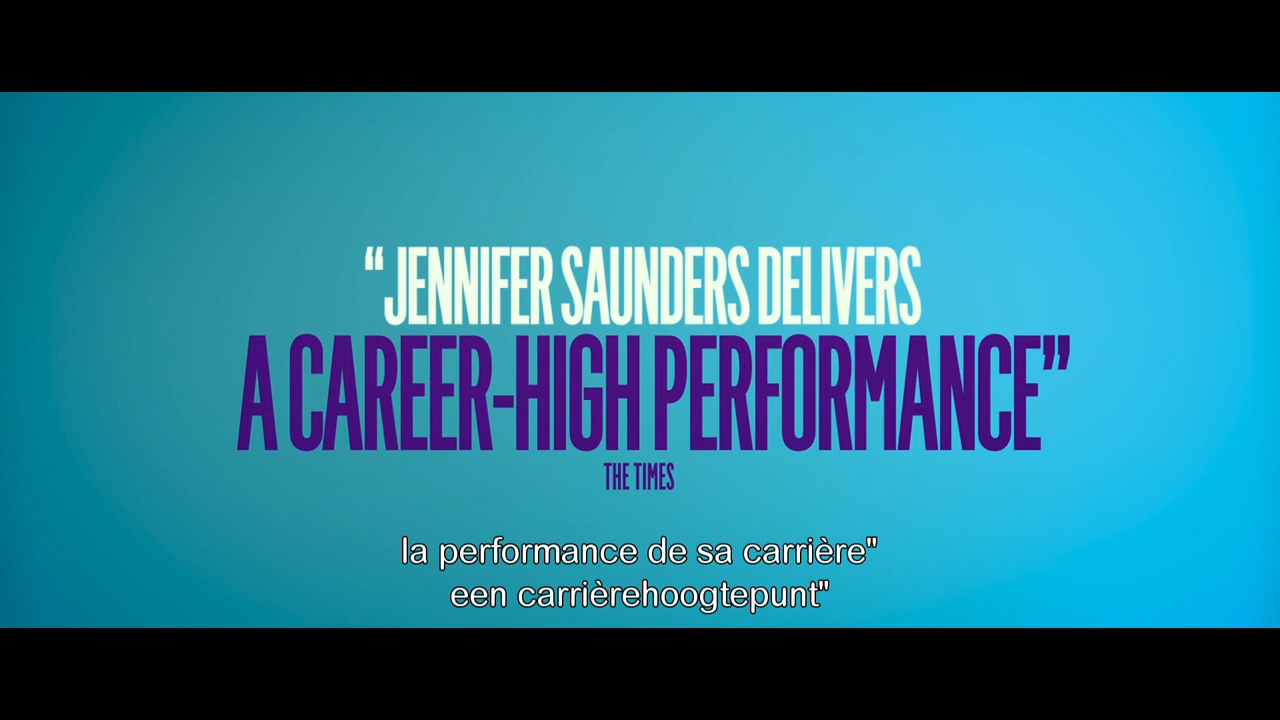 “JENNIFER SAUNDERS DELIVERS
A CAREER-HIGH PERFORMANCE”
THE TIMES
la performance de sa carrière"
een carrièrehoogtepunt"